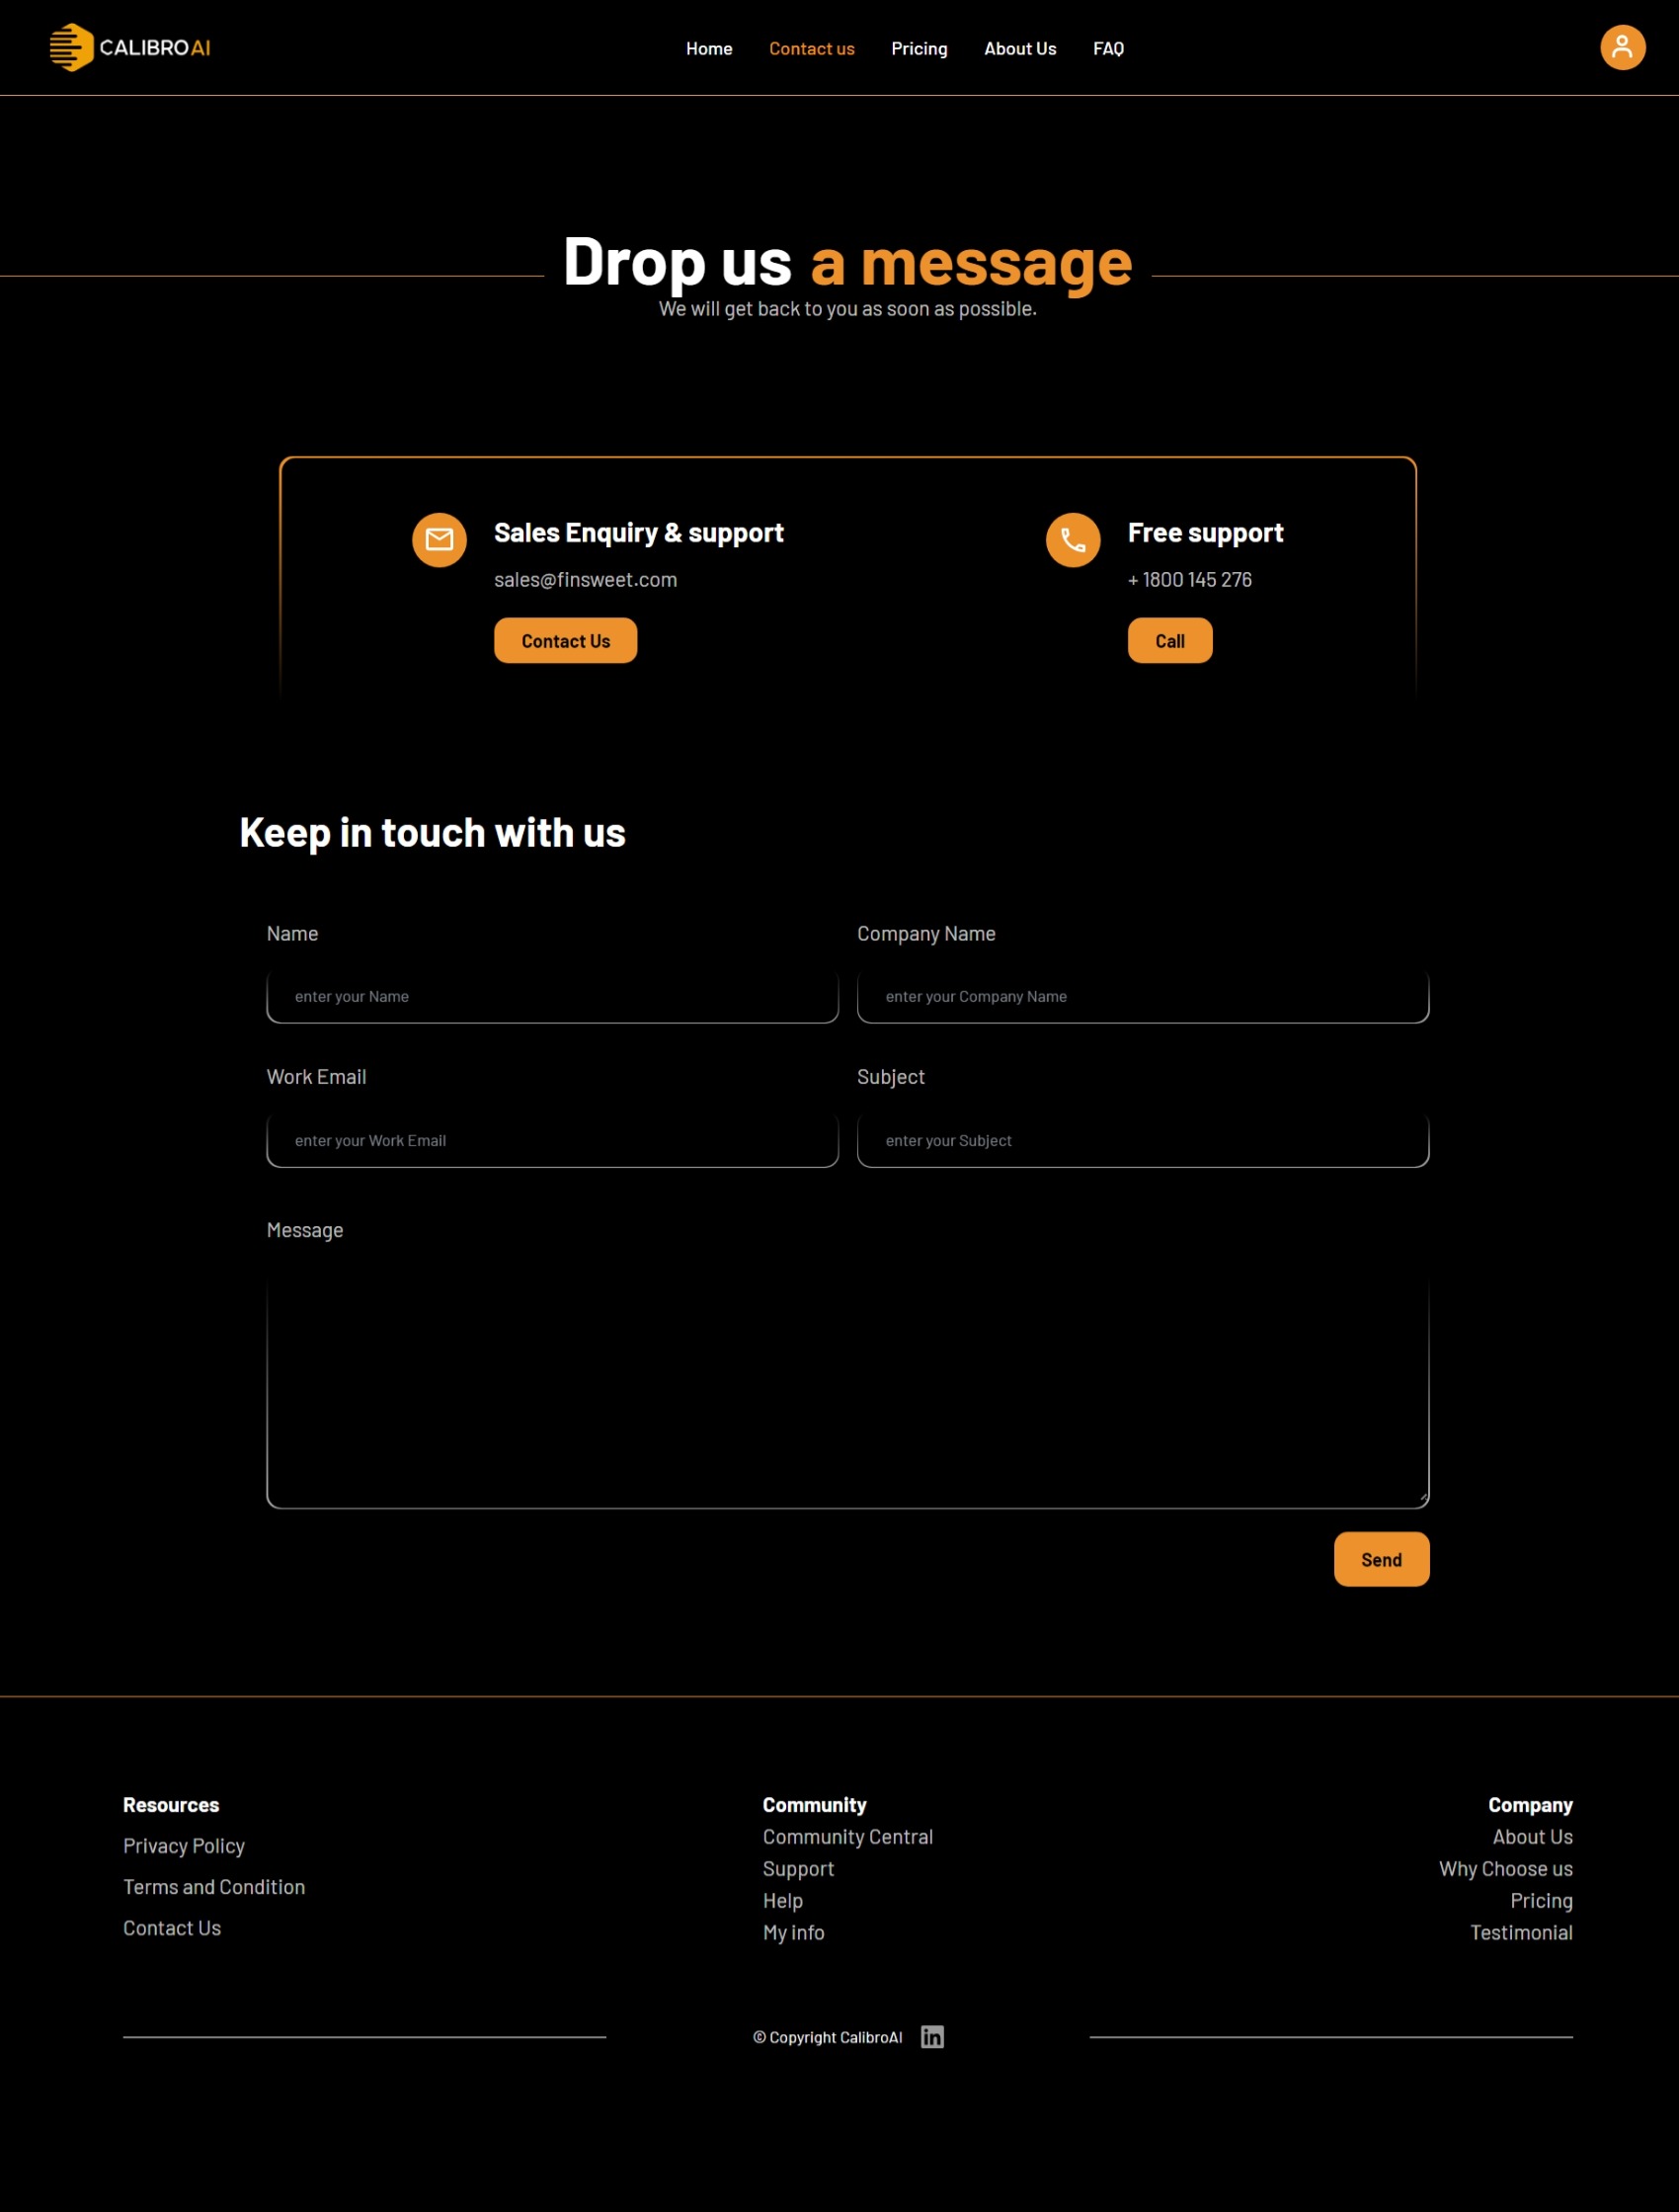 CALIBROAI
Home Contact us Pricing About Us FAQ
Drop us a message
We will get back to you as soon as possible.
Sales Enquiry & support
sales@finsweet.com
Contact Us
Free support
+ 1800 145 276
Call
Keep in touch with us
Name
enter your Name
Company Name
enter your Company Name
Work Email
enter your Work Email
Subject
enter your Subject
Message
Send
Resources
Privacy Policy
Terms and Condition
Contact Us
Community
Community Central
Support
Help
My info
Company
About Us
Why Choose us
Pricing
Testimonial
© Copyright CalibroAI in